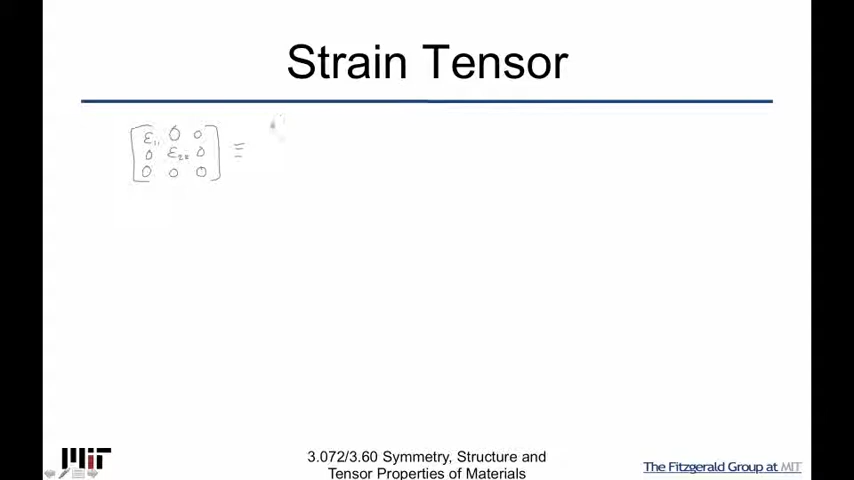 Strain Tensor
ε₁₁ 0 0
0 ε₂₂ 0 ≡
0 0 0
MIT
3.072/3.60 Symmetry, Structure and
Tensor Properties of Materials
The Fitzgerald Group at MIT